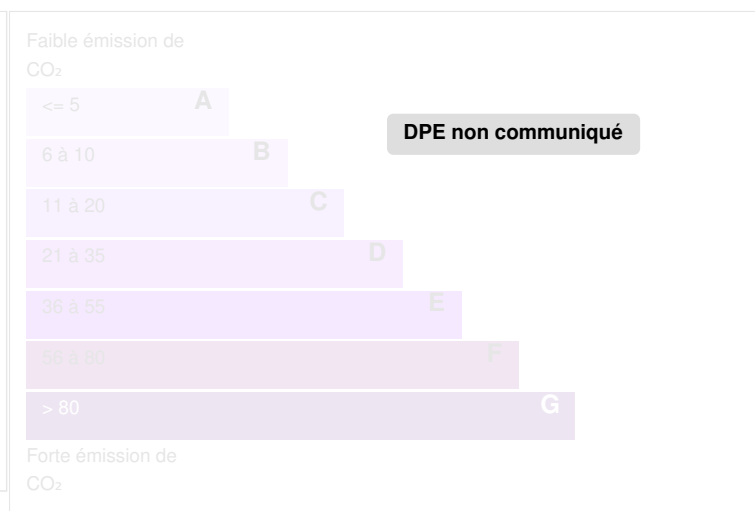 Faible émission de
CO₂
<= 5 A
DPE non communiqué
6 à 10 B
11 à 20 C
21 à 35 D
36 à 55 E
56 à 80 F
> 80 G
Forte émission de
CO₂